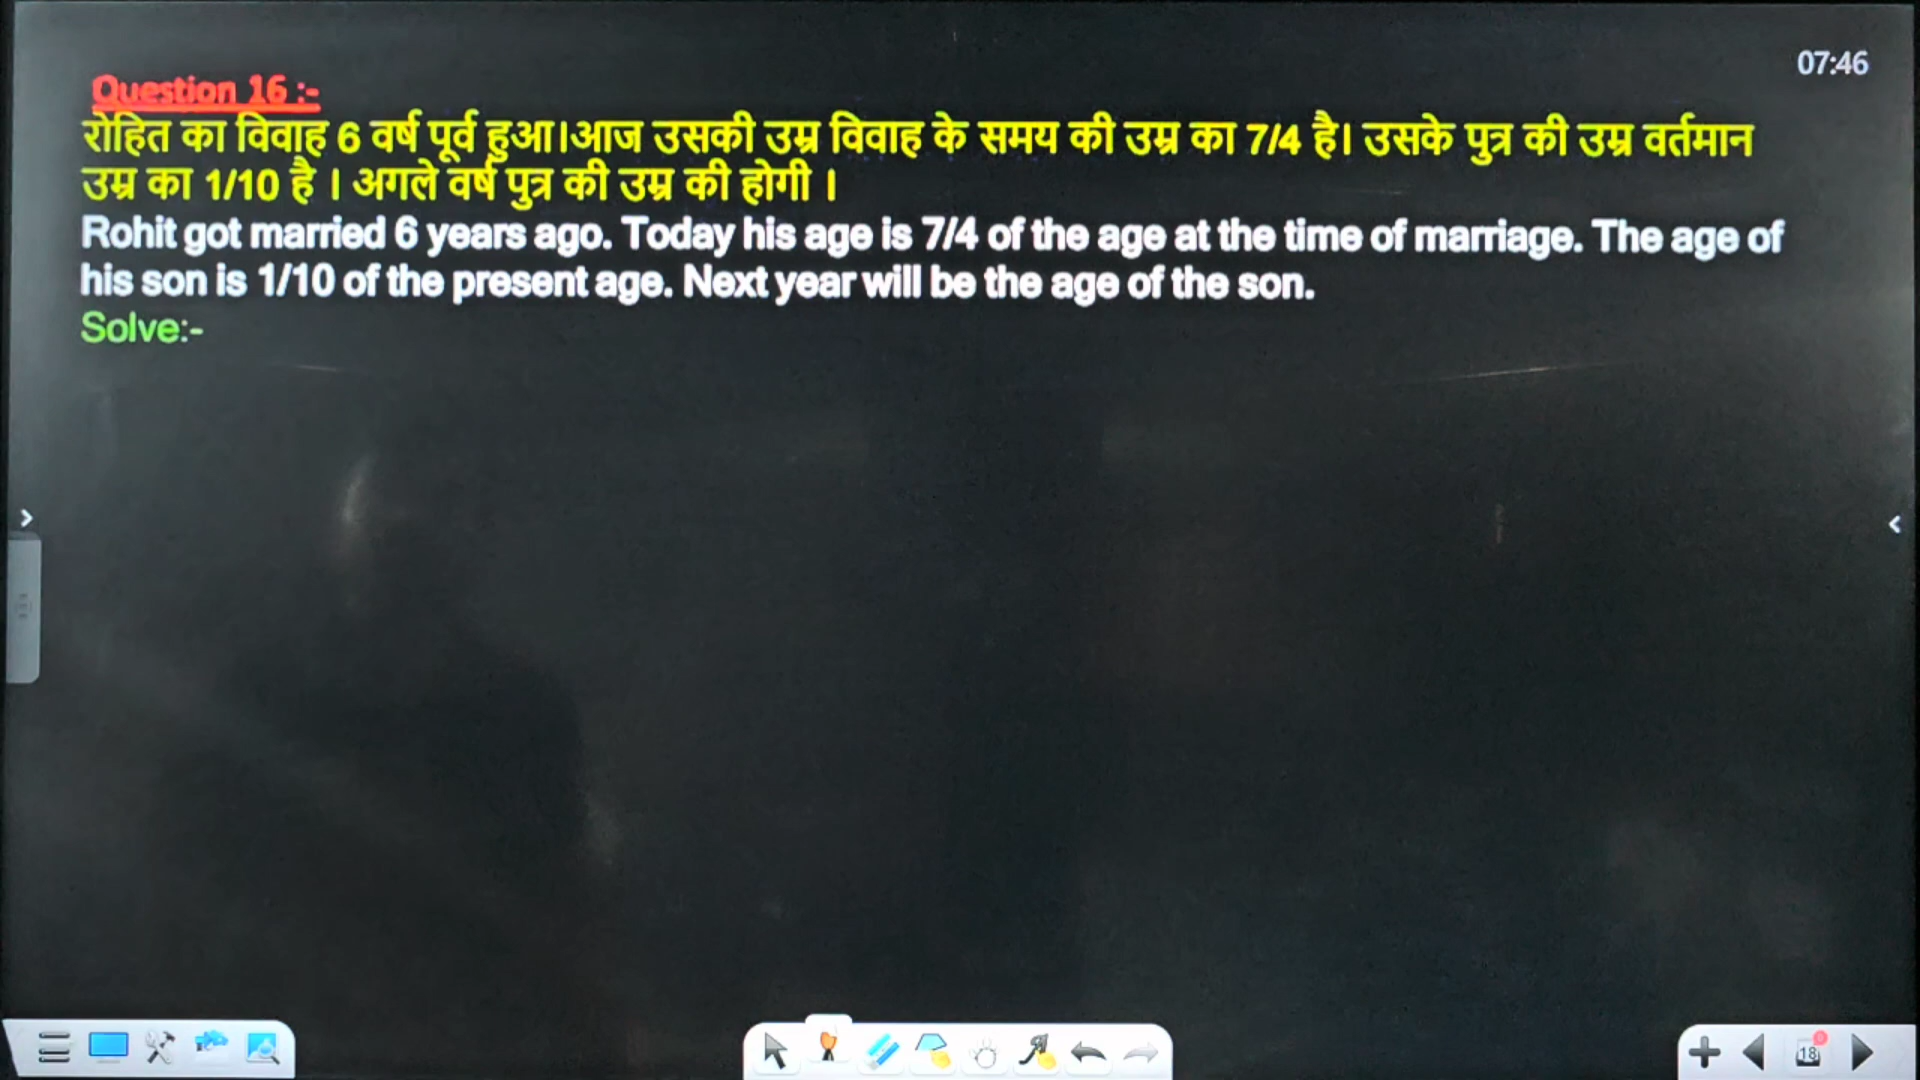 07:46
Question 16 :-
रोहित का विवाह 6 वर्ष पूर्व हुआ।आज उसकी उम्र विवाह के समय की उम्र का 7/4 है। उसके पुत्र की उम्र वर्तमान
उम्र का 1/10 है । अगले वर्ष पुत्र की उम्र की होगी ।
Rohit got married 6 years ago. Today his age is 7/4 of the age at the time of marriage. The age of
his son is 1/10 of the present age. Next year will be the age of the son.
Solve:-
18